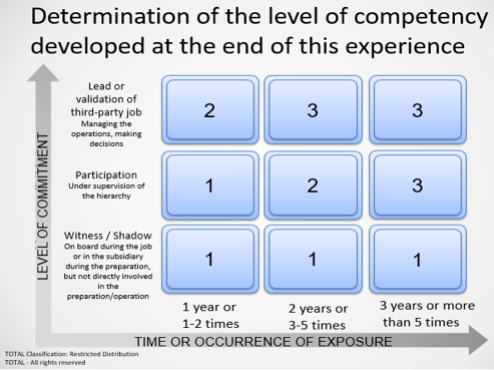 Determination of the level of competency
developed at the end of this experience
LEVEL OF COMMITMENT
Lead or
validation of
third-party job
Managing the
operations, making
decisions
2
3
3
Participation
Under supervision of
the hierarchy
1
2
3
Witness / Shadow
On board during the job
or in the subsidiary
during the preparation,
but not directly involved
in the
preparation/operation
1
1
1
1 year or
1-2 times
2 years or
3-5 times
3 years or more
than 5 times
TIME OR OCCURRENCE OF EXPOSURE
TOTAL Classification: Restricted Distribution
TOTAL - All rights reserved